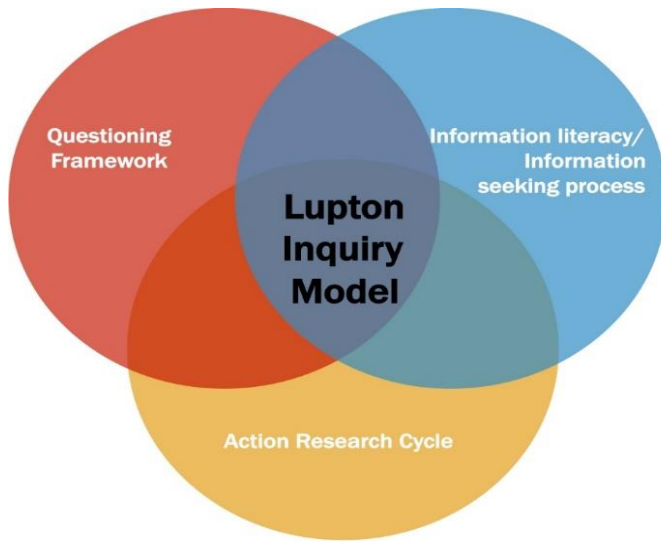 Questioning
Framework
Information literacy/
Information
seeking process
Lupton
Inquiry
Model
Action Research Cycle